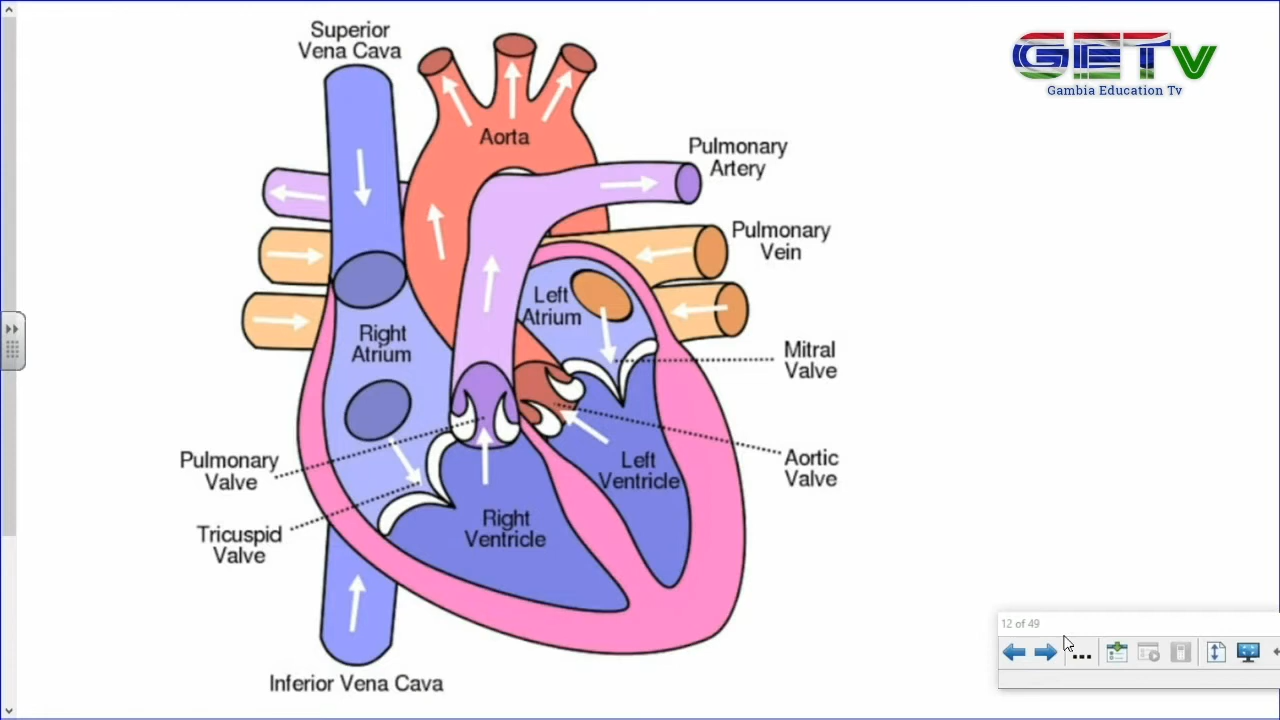 Superior
Vena Cava
GETv
Gambia Education Tv
Aorta
Pulmonary
Artery
Pulmonary
Vein
Left
Atrium
Right
Atrium
Mitral
Valve
Pulmonary
Valve
Left
Ventricle
Aortic
Valve
Right
Ventricle
Tricuspid
Valve
Inferior Vena Cava
12 of 49